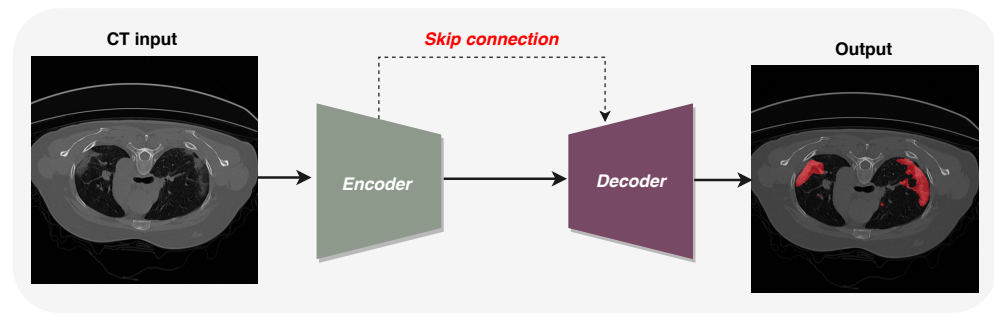 CT input
Skip connection
Output
Encoder
Decoder